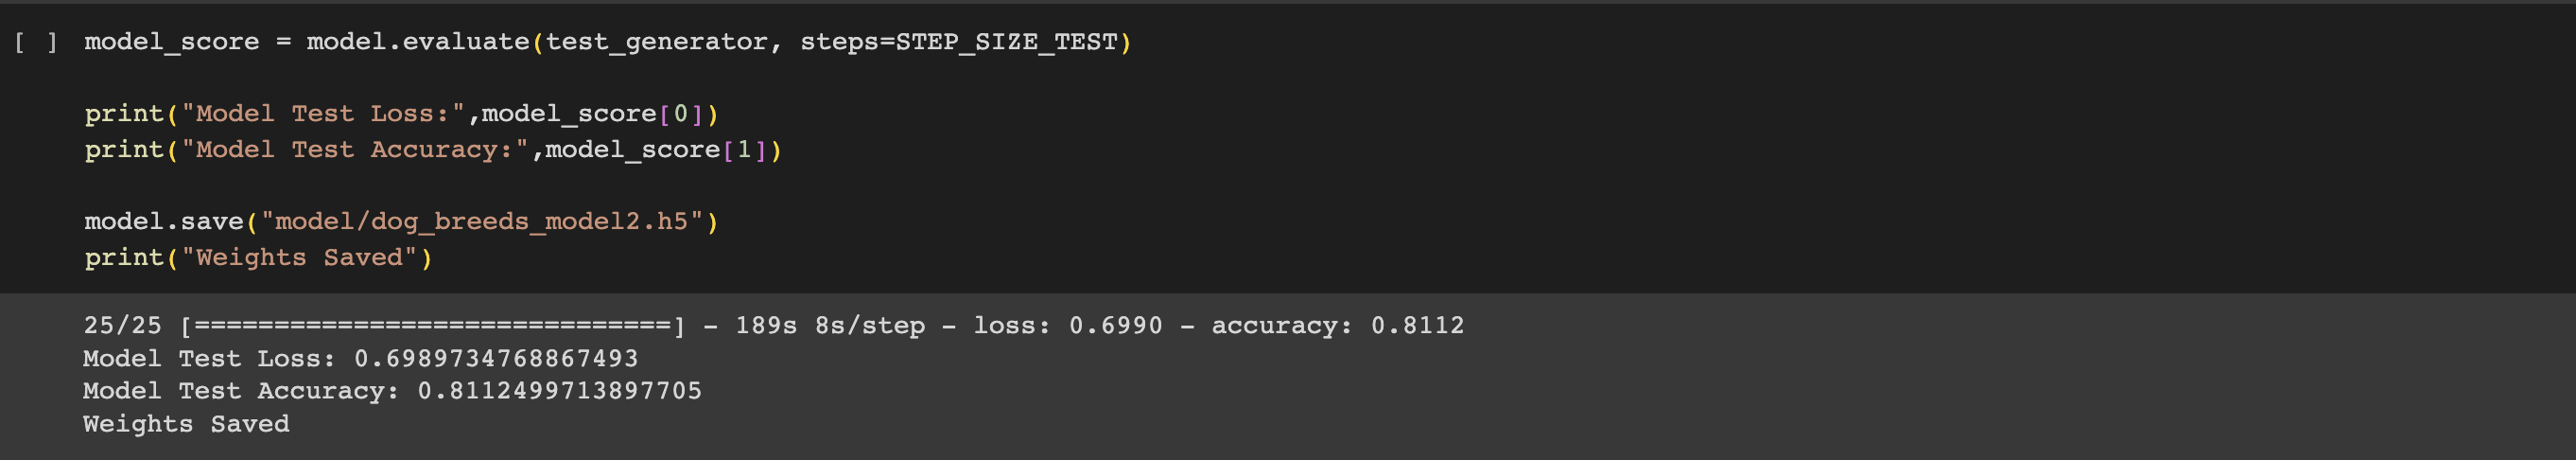 [ ] model_score = model.evaluate(test_generator, steps=STEP_SIZE_TEST)
print("Model Test Loss:",model_score[0])
print("Model Test Accuracy:",model_score[1])
model.save("model/dog_breeds_model2.h5")
print("Weights Saved")
25/25 [==============================] - 189s 8s/step - loss: 0.6990 - accuracy: 0.8112
Model Test Loss: 0.6989734768867493
Model Test Accuracy: 0.8112499713897705
Weights Saved